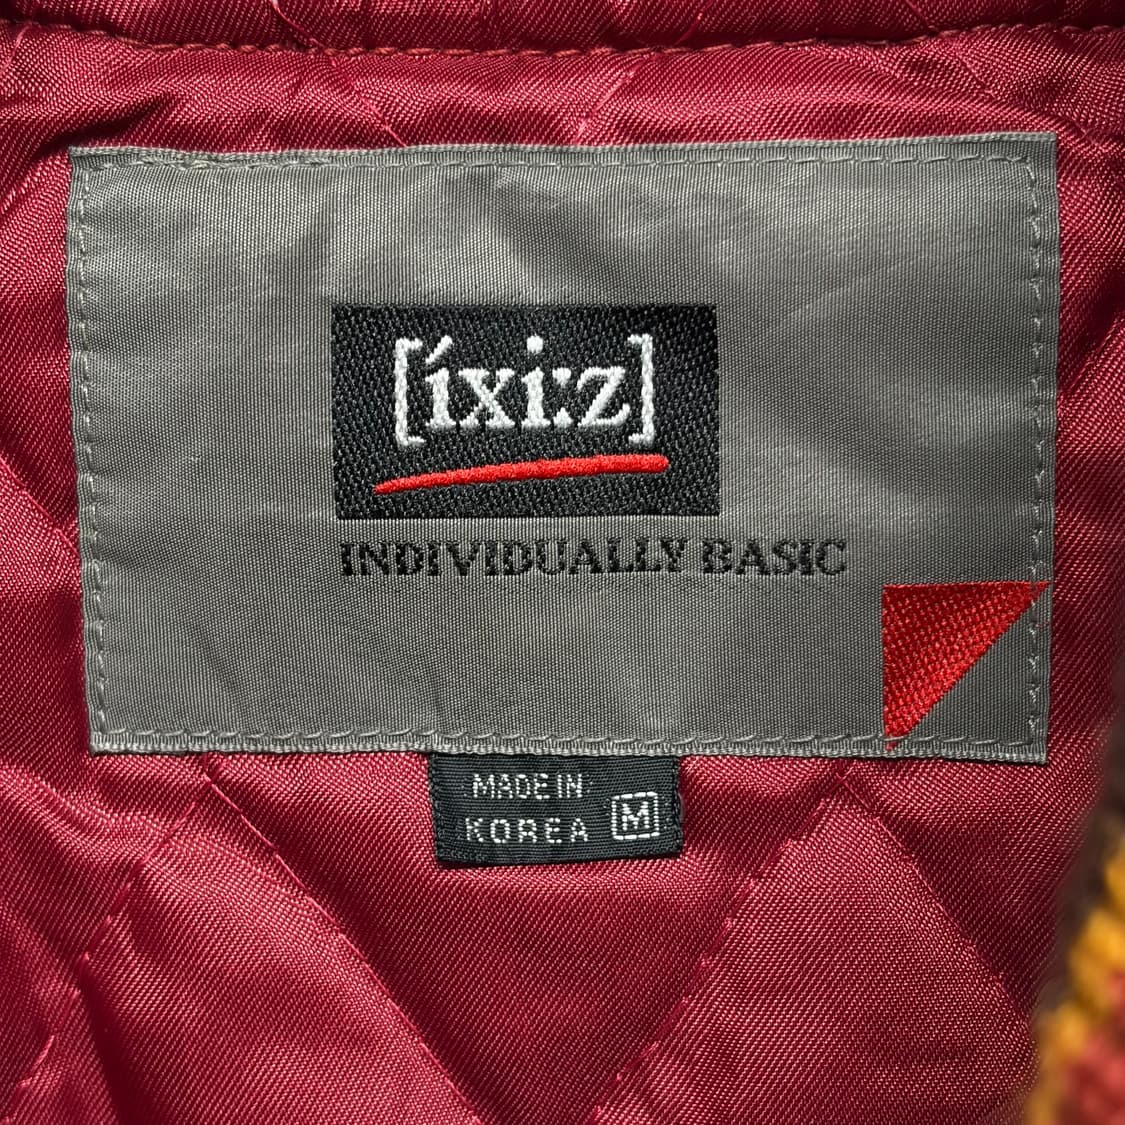 [íxi:z]
INDIVIDUALLY BASIC
MADE IN
KOREA M